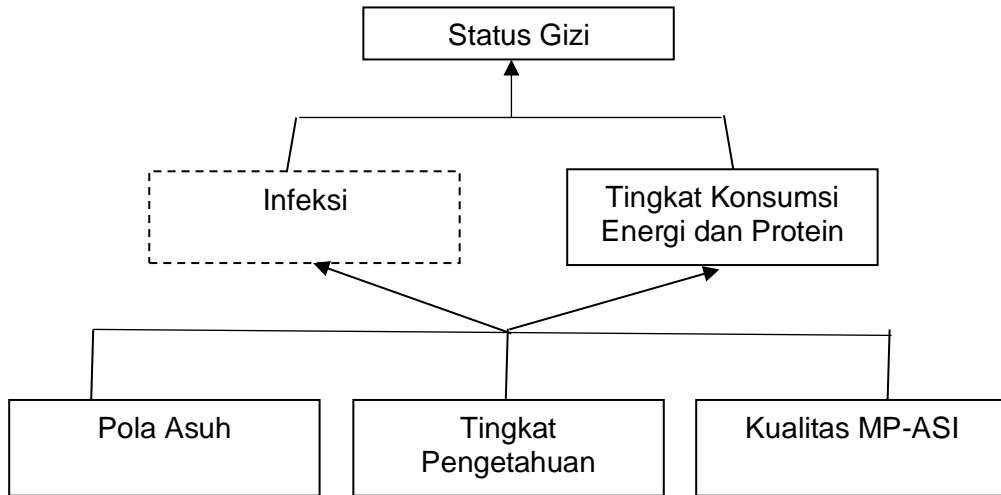 Status Gizi
Infeksi
Tingkat Konsumsi
Energi dan Protein
Pola Asuh
Tingkat
Pengetahuan
Kualitas MP-ASI